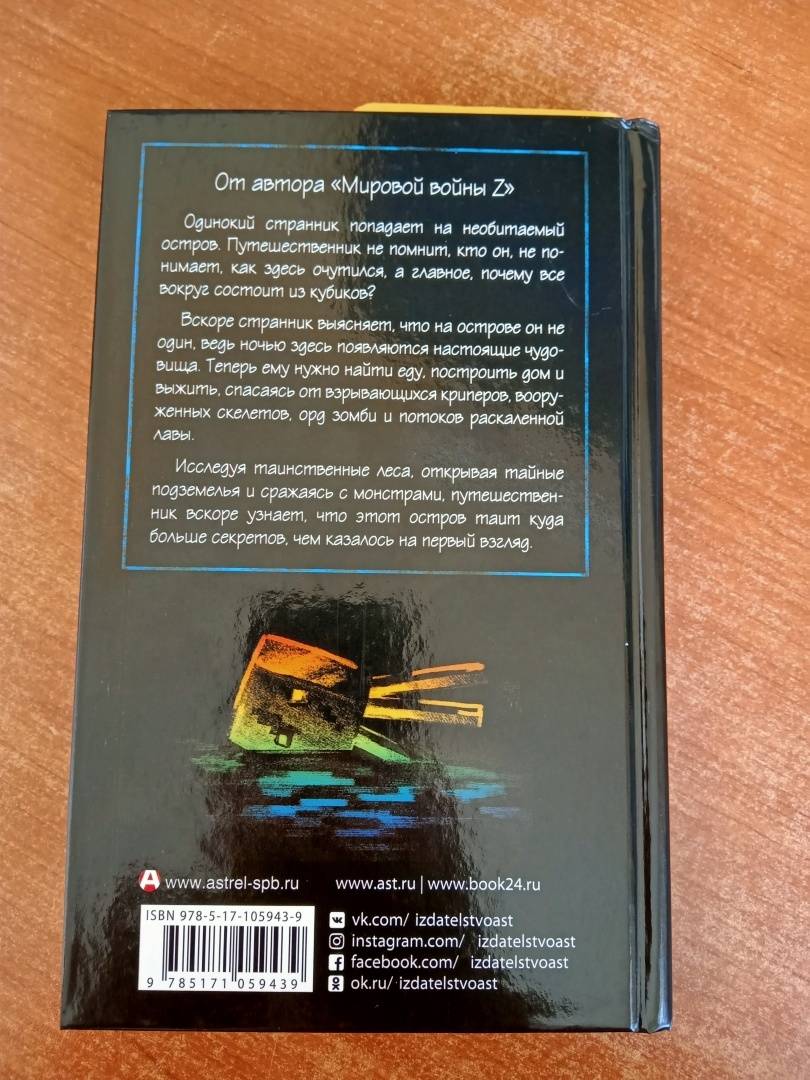 От автора «Мировой войны Z»
Одинокий странник попадает на необитаемый
остров. Путешественник не помнит, кто он, не по-
нимает, как здесь очутился, а главное, почему все
вокруг состоит из кубиков?
Вскоре странник выясняет, что на острове он не
один, ведь ночью здесь появляются настоящие чудо-
вища. Теперь ему нужно найти еду, построить дом и
выжить, спасаясь от взрывающихся криперов, воору-
женных скелетов, орд зомби и потоков раскаленной
лавы.
Исследуя таинственные леса, открывая тайные
подземелья и сражаясь с монстрами, путешествен-
ник вскоре узнает, что этот остров таит куда
больше секретов, чем казалось на первый взгляд.
A www.astrel-spb.ru www.ast.ru | www.book24.ru
ISBN 978-5-17-105943-9
vk.com/ izdatelstvoast
instagram.com/ izdatelstvoast
facebook.com/ izdatelstvoast
ok.ru/ izdatelstvoast
9 785171 059439